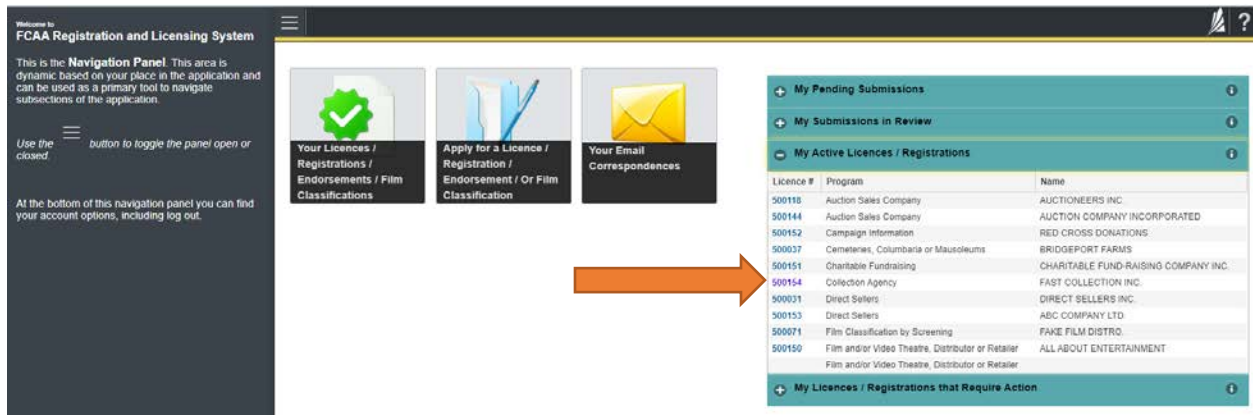 Welcome to
FCAA Registration and Licensing System
This is the Navigation Panel. This area is
dynamic based on your place in the application and
can be used as a primary tool to navigate
subsections of the application.
Use the button to toggle the panel open or
closed.
At the bottom of this navigation panel you can find
your account options, including log out.
?
Your Licences /
Registrations /
Endorsements / Film
Classifications
Apply for a Licence /
Registration /
Endorsement / Or Film
Classification
Your Email
Correspondences
My Pending Submissions
My Submissions in Review
My Active Licences / Registrations
Licence # Program Name
500118 Auction Sales Company AUCTIONEERS INC.
500144 Auction Sales Company AUCTION COMPANY INCORPORATED
500152 Campaign Information RED CROSS DONATIONS
500037 Cemeteries, Columbaria or Mausoleums BRIDGEPORT FARMS
500151 Charitable Fundraising CHARITABLE FUND-RAISING COMPANY INC.
500154 Collection Agency FAST COLLECTION INC.
500031 Direct Sellers DIRECT SELLERS INC.
500153 Direct Sellers ABC COMPANY LTD.
500071 Film Classification by Screening FAKE FILM DISTRO.
500150 Film and/or Video Theatre, Distributor or Retailer ALL ABOUT ENTERTAINMENT
Film and/or Video Theatre, Distributor or Retailer
My Licences / Registrations that Require Action